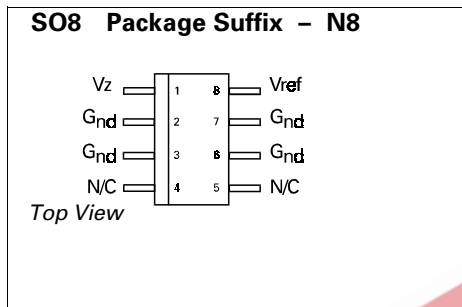 SO8 Package Suffix – N8
Vz 1 8 Vref
Gnd 2 7 Gnd
Gnd 3 6 Gnd
N/C 4 5 N/C
Top View